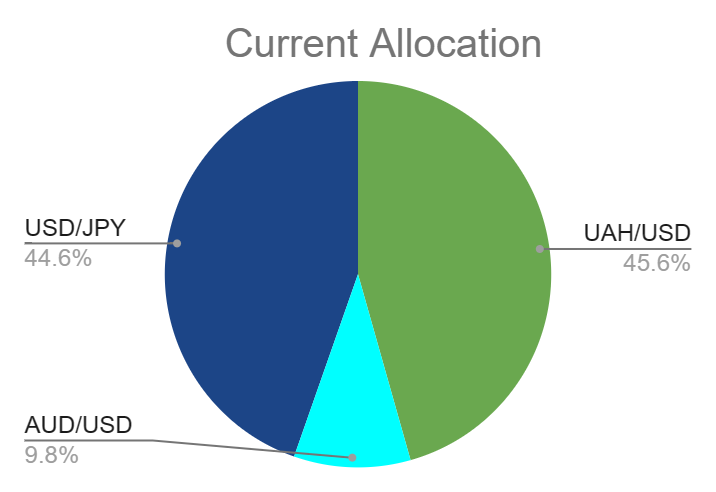 Current Allocation
USD/JPY
44.6%
UAH/USD
45.6%
AUD/USD
9.8%